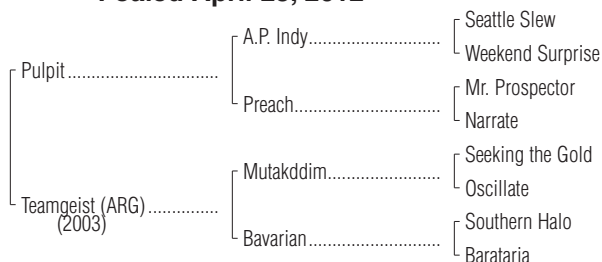 Foaled April 28, 2012
Seattle Slew
A.P. Indy
Weekend Surprise
Pulpit
Mr. Prospector
Preach
Narrate
Seeking the Gold
Mutakddim
Oscillate
Teamgeist (ARG)
(2003)
Southern Halo
Bavarian
Barataria